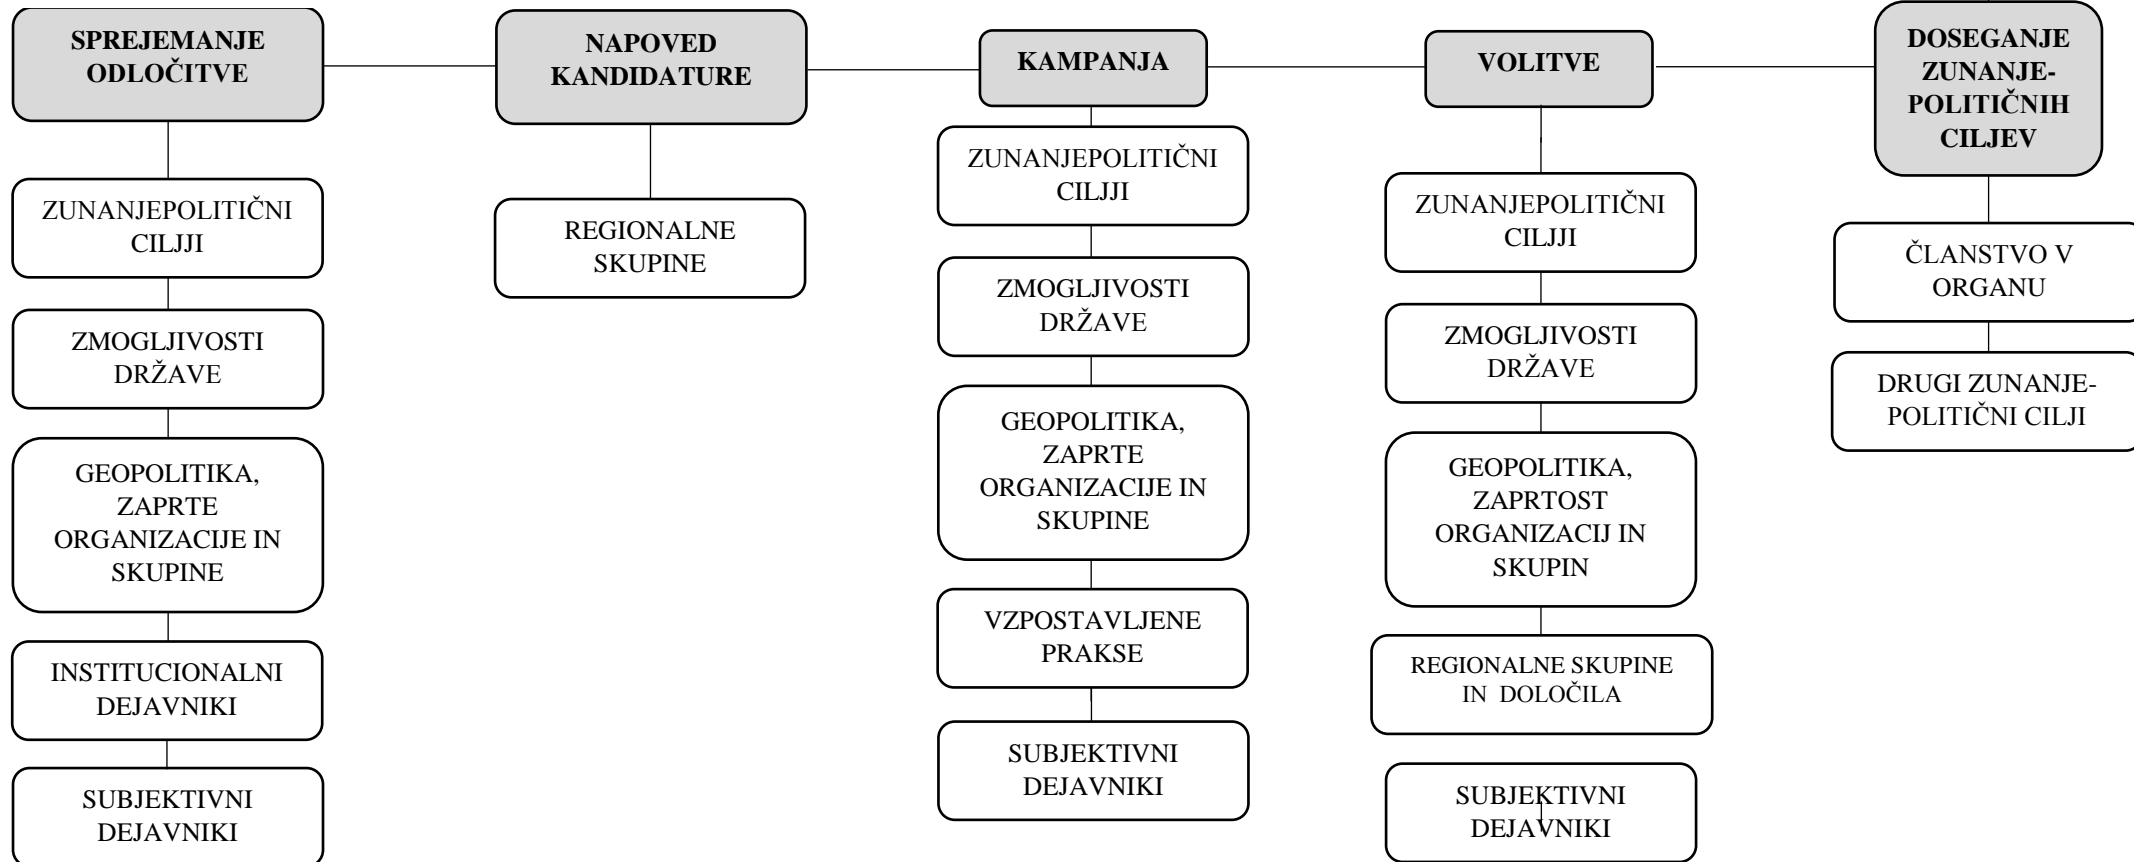 SPREJEMANJE
ODLOČITVE
ZUNANJEPOLITIČNI
CILJJI
ZMOGLJIVOSTI
DRŽAVE
GEOPOLITIKA,
ZAPRTE
ORGANIZACIJE IN
SKUPINE
INSTITUCIONALNI
DEJAVNIKI
SUBJEKTIVNI
DEJAVNIKI
NAPOVED
KANDIDATURE
REGIONALNE
SKUPINE
KAMPANJA
ZUNANJEPOLITIČNI
CILJJI
ZMOGLJIVOSTI
DRŽAVE
GEOPOLITIKA,
ZAPRTE
ORGANIZACIJE IN
SKUPINE
VZPOSTAVLJENE
PRAKSE
SUBJEKTIVNI
DEJAVNIKI
VOLITVE
ZUNANJEPOLITIČNI
CILJJI
ZMOGLJIVOSTI
DRŽAVE
GEOPOLITIKA,
ZAPRTOST
ORGANIZACIJ IN
SKUPIN
REGIONALNE SKUPINE
IN DOLOČILA
SUBJEKTIVNI
DEJAVNIKI
DOSEGANJE
ZUNANJE-
POLITIČNIH
CILJEV
ČLANSTVO V
ORGANU
DRUGI ZUNANJE-
POLITIČNI CILJI